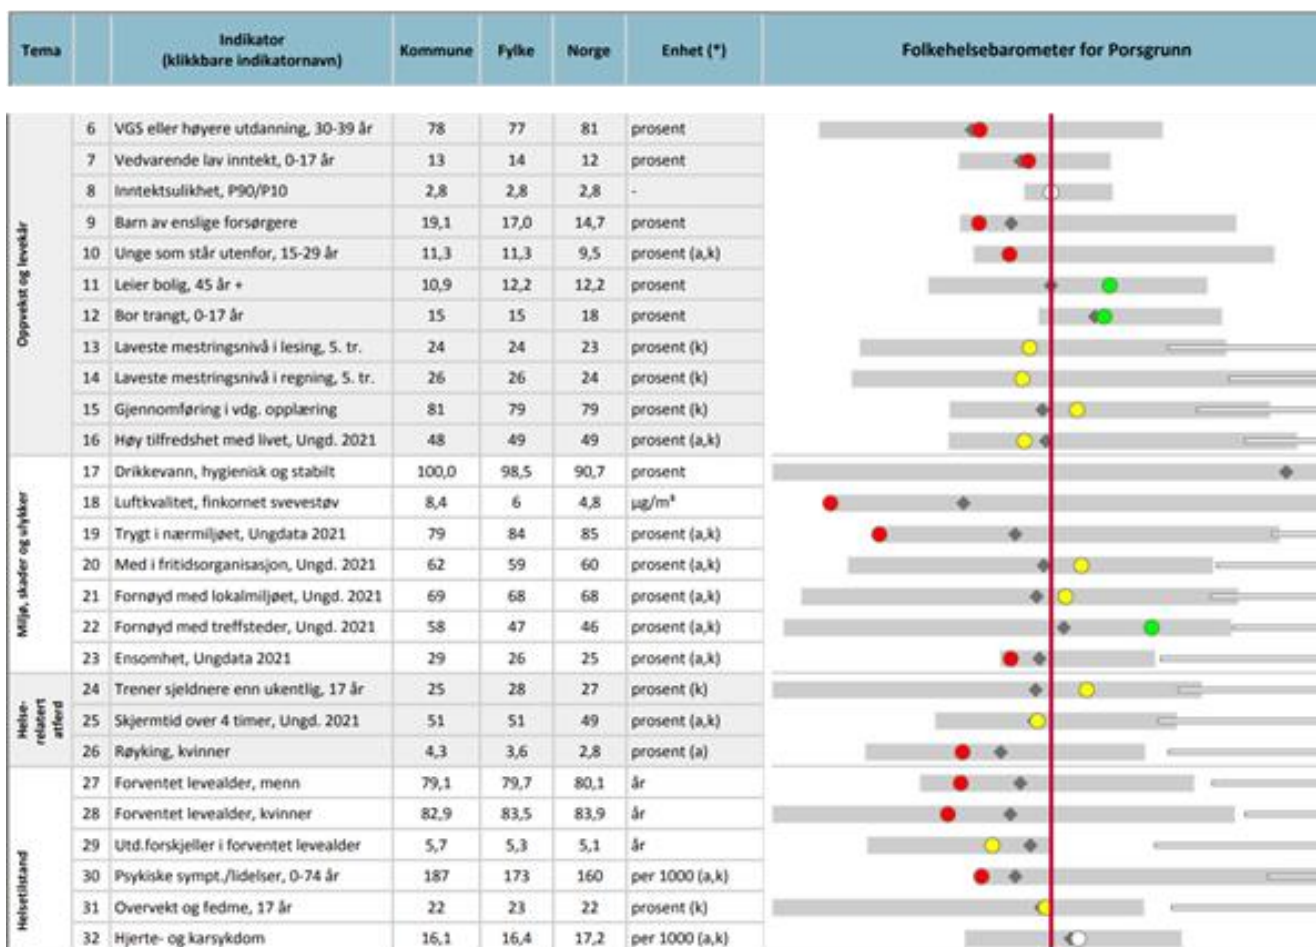 Tema Indikator (klikkbare indikatornavn) Kommune Fylke Norge Enhet (*) Folkehelsebarometer for Porsgrunn
Oppvekst og levekår
6 VGS eller høyere utdanning, 30-39 år 78 77 81 prosent
7 Vedvarende lav inntekt, 0-17 år 13 14 12 prosent
8 Inntektsulikhet, P90/P10 2,8 2,8 2,8 -
9 Barn av enslige forsørgere 19,1 17,0 14,7 prosent
10 Unge som står utenfor, 15-29 år 11,3 11,3 9,5 prosent (a,k)
11 Leier bolig, 45 år + 10,9 12,2 12,2 prosent
12 Bor trangt, 0-17 år 15 15 18 prosent
13 Laveste mestringsnivå i lesing, 5. tr. 24 24 23 prosent (k)
14 Laveste mestringsnivå i regning, 5. tr. 26 26 24 prosent (k)
15 Gjennomføring i vdg. opplæring 81 79 79 prosent (k)
16 Høy tilfredshet med livet, Ungd. 2021 48 49 49 prosent (a,k)
Miljø, skader og ulykker
17 Drikkevann, hygienisk og stabilt 100,0 98,5 90,7 prosent
18 Luftkvalitet, finkornet svevestøv 8,4 6 4,8 µg/m³
19 Trygt i nærmiljøet, Ungdata 2021 79 84 85 prosent (a,k)
20 Med i fritidsorganisasjon, Ungd. 2021 62 59 60 prosent (a,k)
21 Fornøyd med lokalmiljøet, Ungd. 2021 69 68 68 prosent (a,k)
22 Fornøyd med treffsteder, Ungd. 2021 58 47 46 prosent (a,k)
23 Ensomhet, Ungdata 2021 29 26 25 prosent (a,k)
Helse-
relatert
atferd
24 Trener sjeldnere enn ukentlig, 17 år 25 28 27 prosent (k)
25 Skjermtid over 4 timer, Ungd. 2021 51 51 49 prosent (a,k)
26 Røyking, kvinner 4,3 3,6 2,8 prosent (a)
Helsetilstand
27 Forventet levealder, menn 79,1 79,7 80,1 år
28 Forventet levealder, kvinner 82,9 83,5 83,9 år
29 Utd.forskjeller i forventet levealder 5,7 5,3 5,1 år
30 Psykiske sympt./lidelser, 0-74 år 187 173 160 per 1000 (a,k)
31 Overvekt og fedme, 17 år 22 23 22 prosent (k)
32 Hjerte- og karsykdom 16,1 16,4 17,2 per 1000 (a,k)